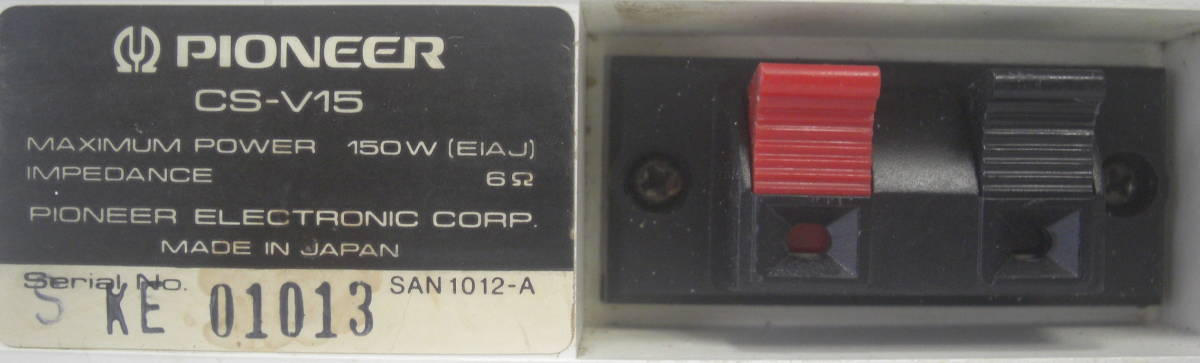 PIONEER
CS-V15
MAXIMUM POWER 150W (EIAJ)
IMPEDANCE 6Ω
PIONEER ELECTRONIC CORP.
MADE IN JAPAN
Serial No. SAN1012-A
S KE 01013